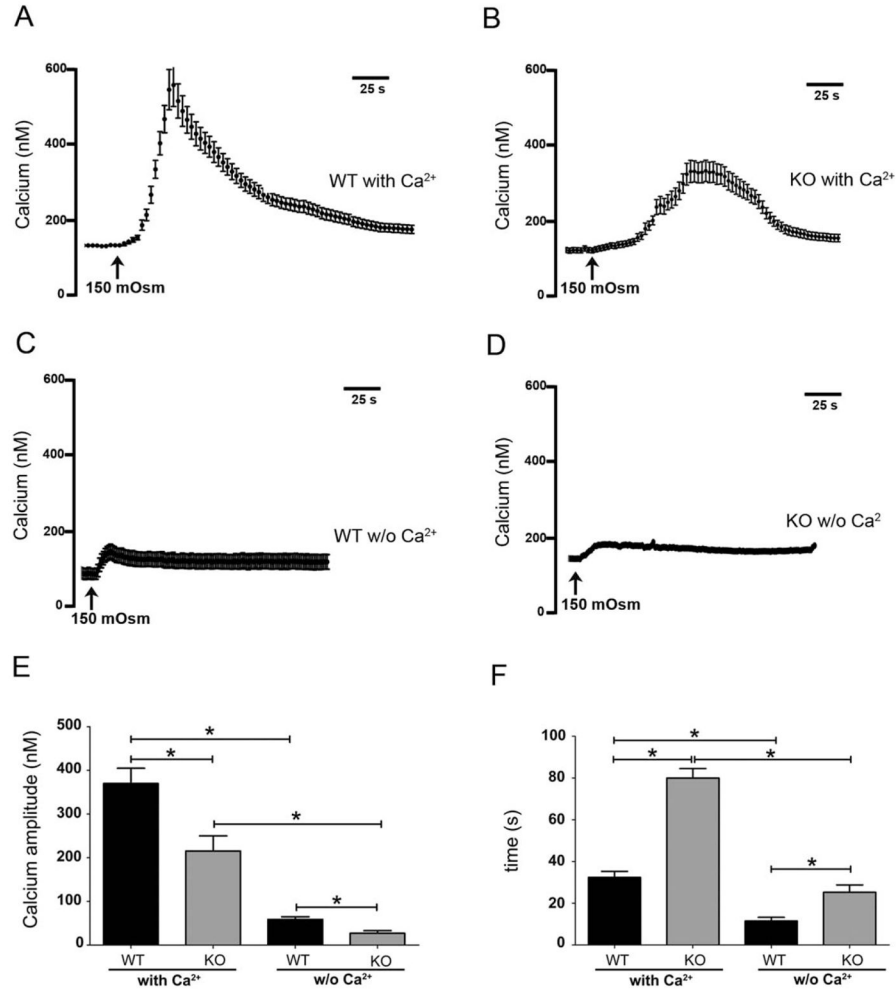 A
600
400
200
0
Calcium (nM)
25 s
WT with Ca²⁺
150 mOsm
B
600
400
200
0
Calcium (nM)
25 s
KO with Ca²⁺
150 mOsm
C
600
400
200
0
Calcium (nM)
25 s
WT w/o Ca²⁺
150 mOsm
D
600
400
200
0
Calcium (nM)
25 s
KO w/o Ca²
150 mOsm
E
500
400
300
200
100
0
Calcium amplitude (nM)
* 
*
*
*
WT KO WT KO
with Ca²⁺ w/o Ca²⁺
F
100
80
60
40
20
0
time (s)
*
* *
*
WT KO WT KO
with Ca²⁺ w/o Ca²⁺